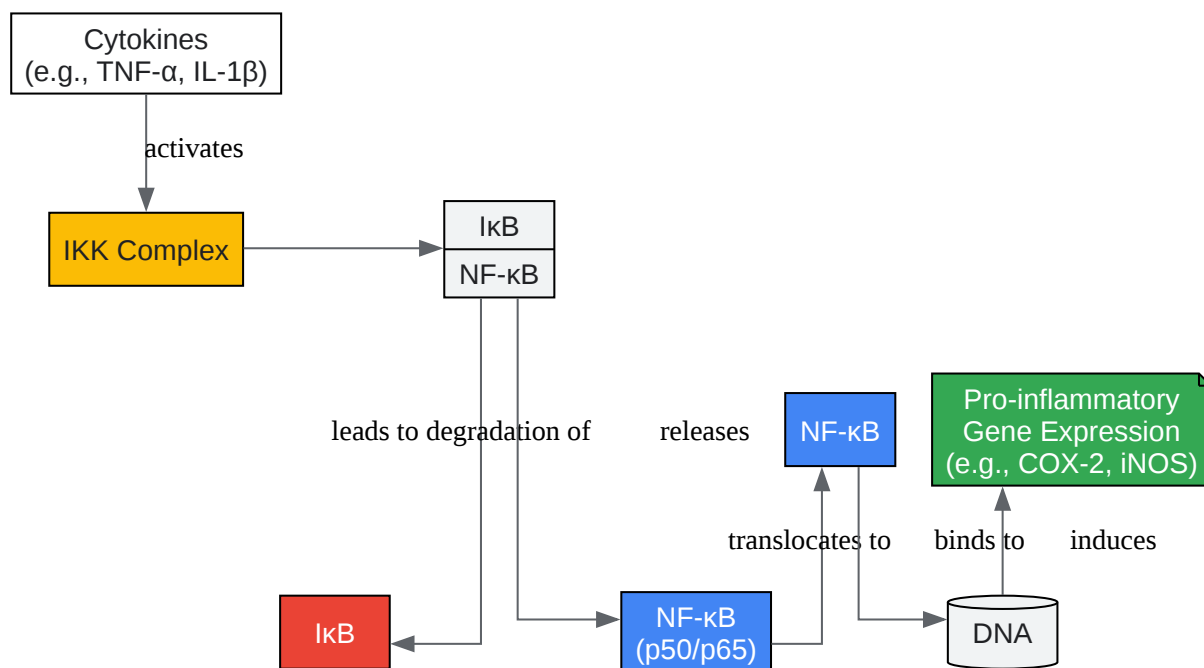 Cytokines
(e.g., TNF-α, IL-1β)
activates
IKK Complex
IκB
NF-κB
leads to degradation of
releases
NF-κB
Pro-inflammatory
Gene Expression
(e.g., COX-2, iNOS)
translocates to
binds to
induces
IκB
NF-κB
(p50/p65)
DNA